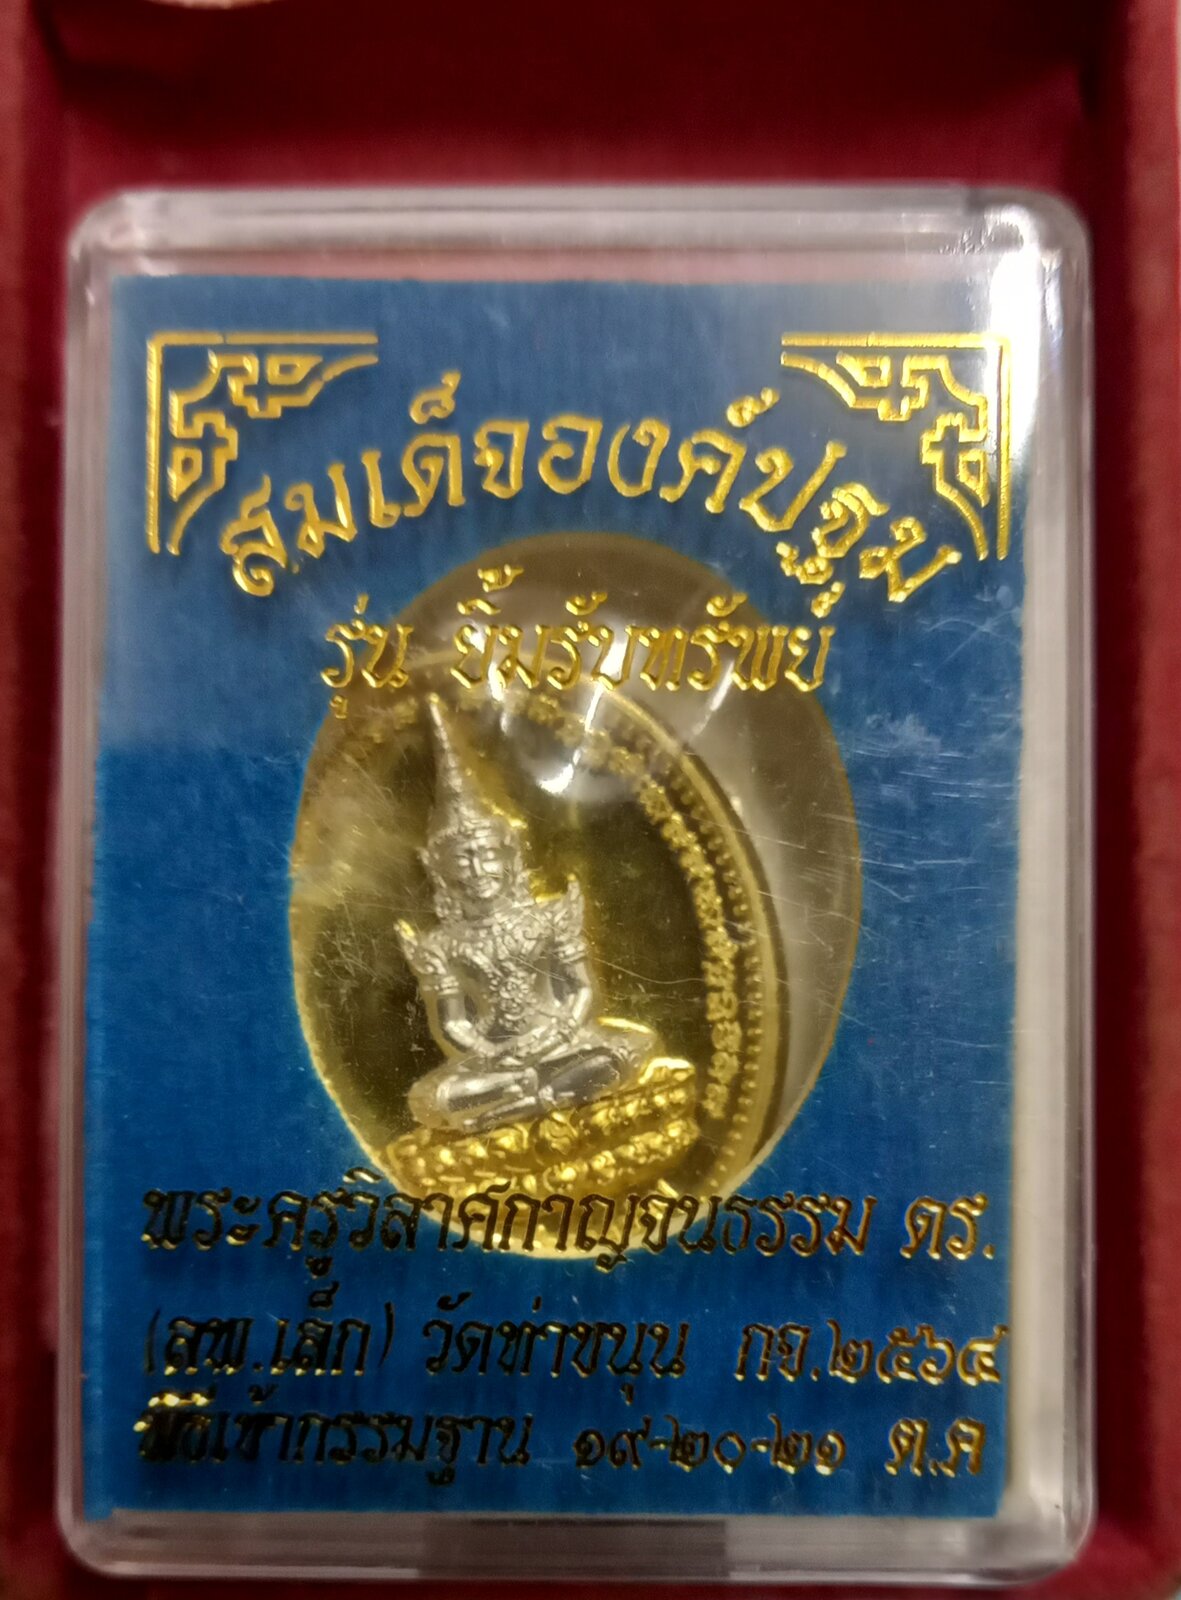 สมเด็จองค์ปฐม
รุ่น ยิ้มรับทรัพย์
พระครูวิลาศกาญจนธรรม ดร.
(ลพ.เล็ก) วัดท่าขนุน กจ.๒๕๖๔
พิธีเข้ากรรมฐาน ๑๙-๒๐-๒๑ ต.ค